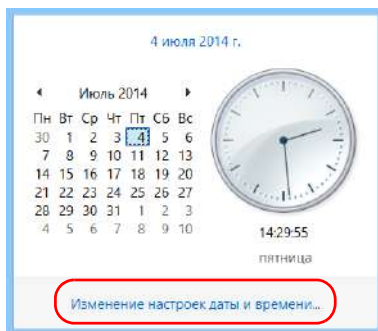 4 июля 2014 г.
Июль 2014
Пн Вт Ср Чт Пт Сб Вс
30 1 2 3 4 5 6
7 8 9 10 11 12 13
14 15 16 17 18 19 20
21 22 23 24 25 26 27
28 29 30 31 1 2 3
4 5 6 7 8 9 10
14:29:55
пятница
Изменение настроек даты и времени...